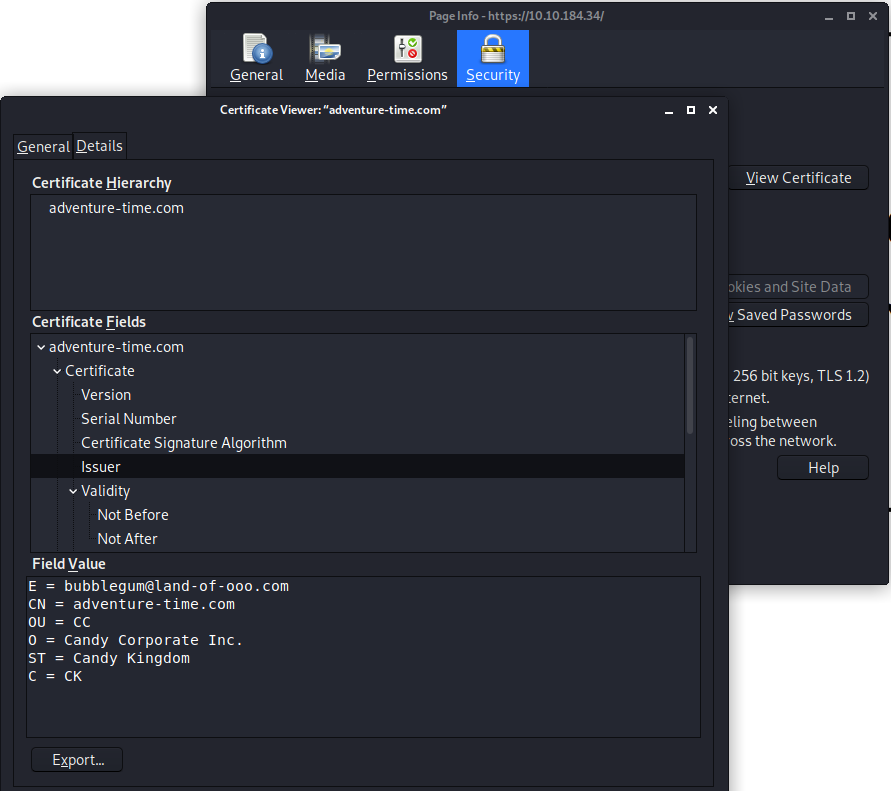 Page Info - https://10.10.184.34/
General Media Permissions Security
Certificate Viewer: “adventure-time.com”
General Details
Certificate Hierarchy
adventure-time.com
View Certificate
okies and Site Data
Saved Passwords
Certificate Fields
adventure-time.com
Certificate
Version
Serial Number
Certificate Signature Algorithm
Issuer
Validity
Not Before
Not After
256 bit keys, TLS 1.2)
ternet.
eling between
oss the network.
Help
Field Value
E = bubblegum@land-of-ooo.com
CN = adventure-time.com
OU = CC
O = Candy Corporate Inc.
ST = Candy Kingdom
C = CK
Export...